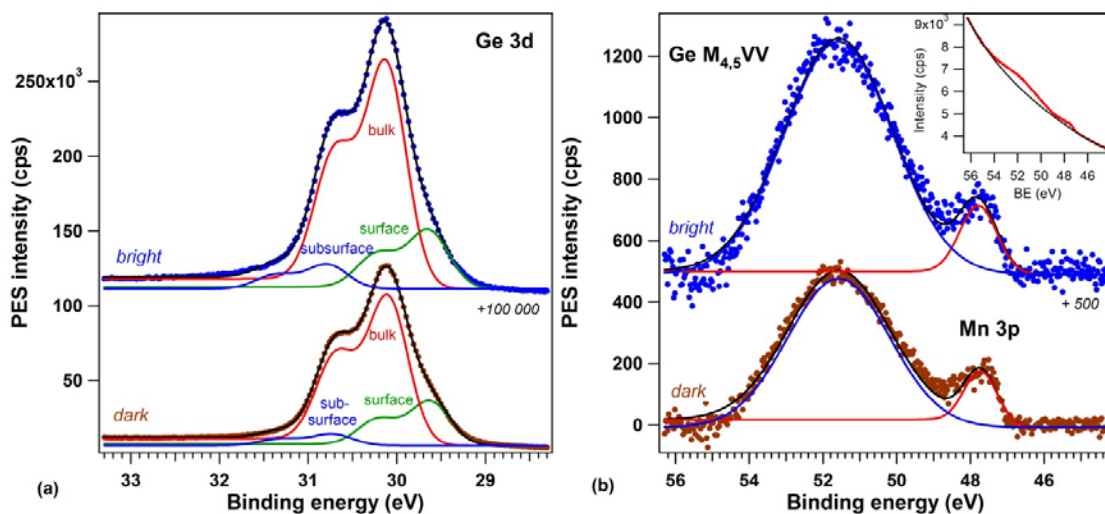 Ge 3d
250x10³
200
150
100
50
PES intensity (cps)
bulk
surface
subsurface
bright
+100 000
bulk
surface
sub-
surface
dark
33
32
31
30
29
Binding energy (eV)
(a)
Ge M4,5VV
1200
1000
800
600
400
200
0
PES intensity (cps)
9x10³
8
7
6
5
4
Intensity (cps)
56 54 52 50 48 46
BE (eV)
bright
+ 500
Mn 3p
dark
56
54
52
50
48
46
Binding energy (eV)
(b)